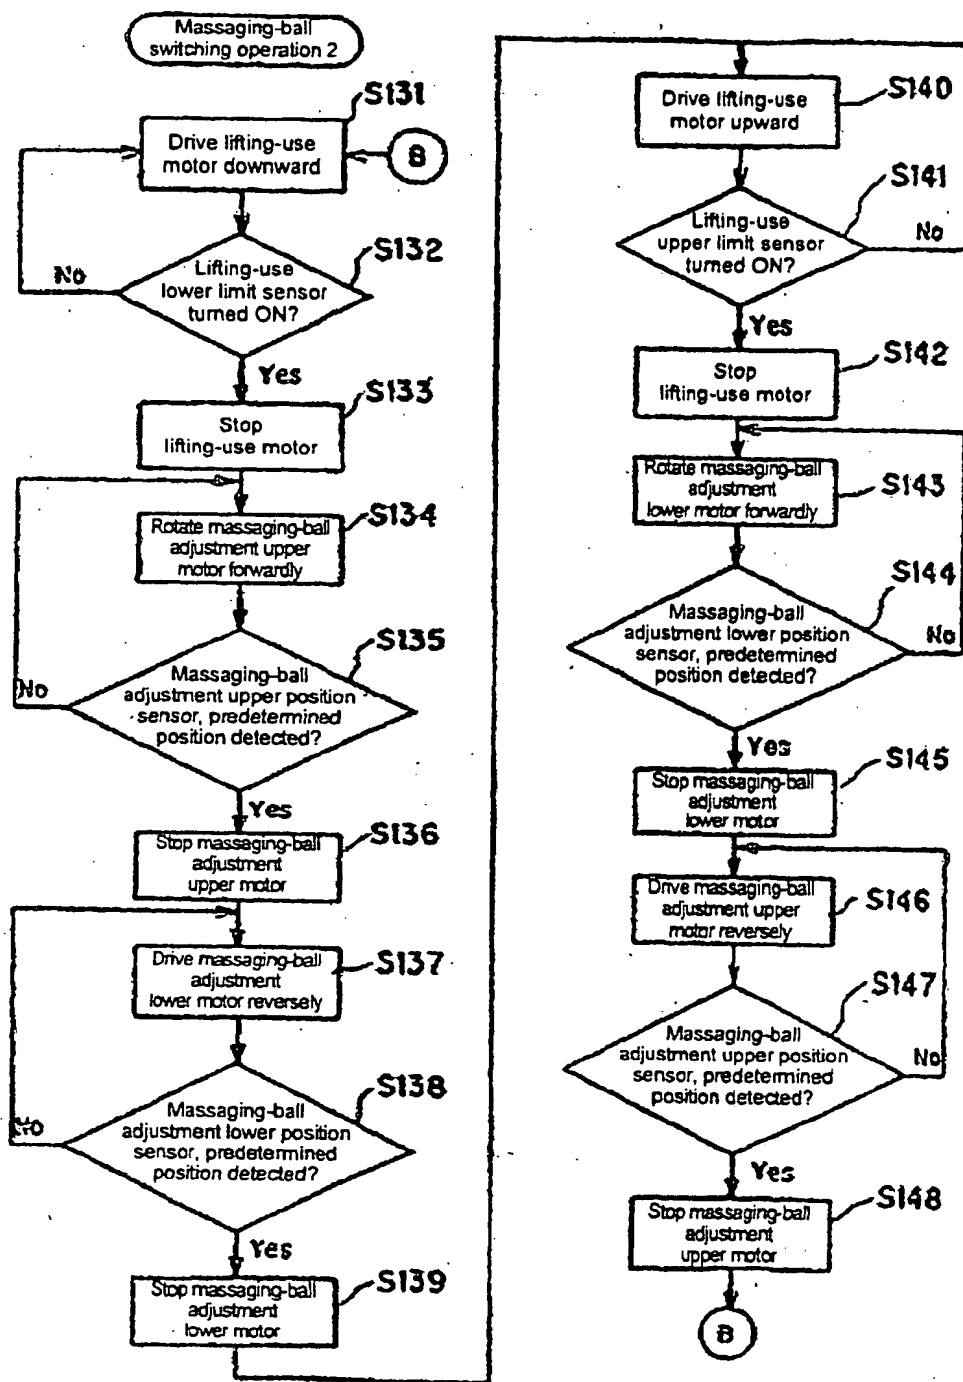 Massaging-ball
switching operation 2
S131
Drive lifting-use
motor downward
B
S132
Lifting-use
lower limit sensor
turned ON?
No
Yes
S133
Stop
lifting-use motor
S134
Rotate massaging-ball
adjustment upper
motor forwardly
S135
Massaging-ball
adjustment upper position
sensor, predetermined
position detected?
No
Yes
S136
Stop massaging-ball
adjustment
upper motor
S137
Drive massaging-ball
adjustment
lower motor reversely
S138
Massaging-ball
adjustment lower position
sensor, predetermined
position detected?
No
Yes
S139
Stop massaging-ball
adjustment
lower motor
S140
Drive lifting-use
motor upward
S141
Lifting-use
upper limit sensor
turned ON?
No
Yes
S142
Stop
lifting-use motor
S143
Rotate massaging-ball
adjustment
lower motor forwardly
S144
Massaging-ball
adjustment lower position
sensor, predetermined
position detected?
No
Yes
S145
Stop massaging-ball
adjustment
lower motor
S146
Drive massaging-ball
adjustment upper
motor reversely
S147
Massaging-ball
adjustment upper position
sensor, predetermined
position detected?
No
Yes
S148
Stop massaging-ball
adjustment
upper motor
B